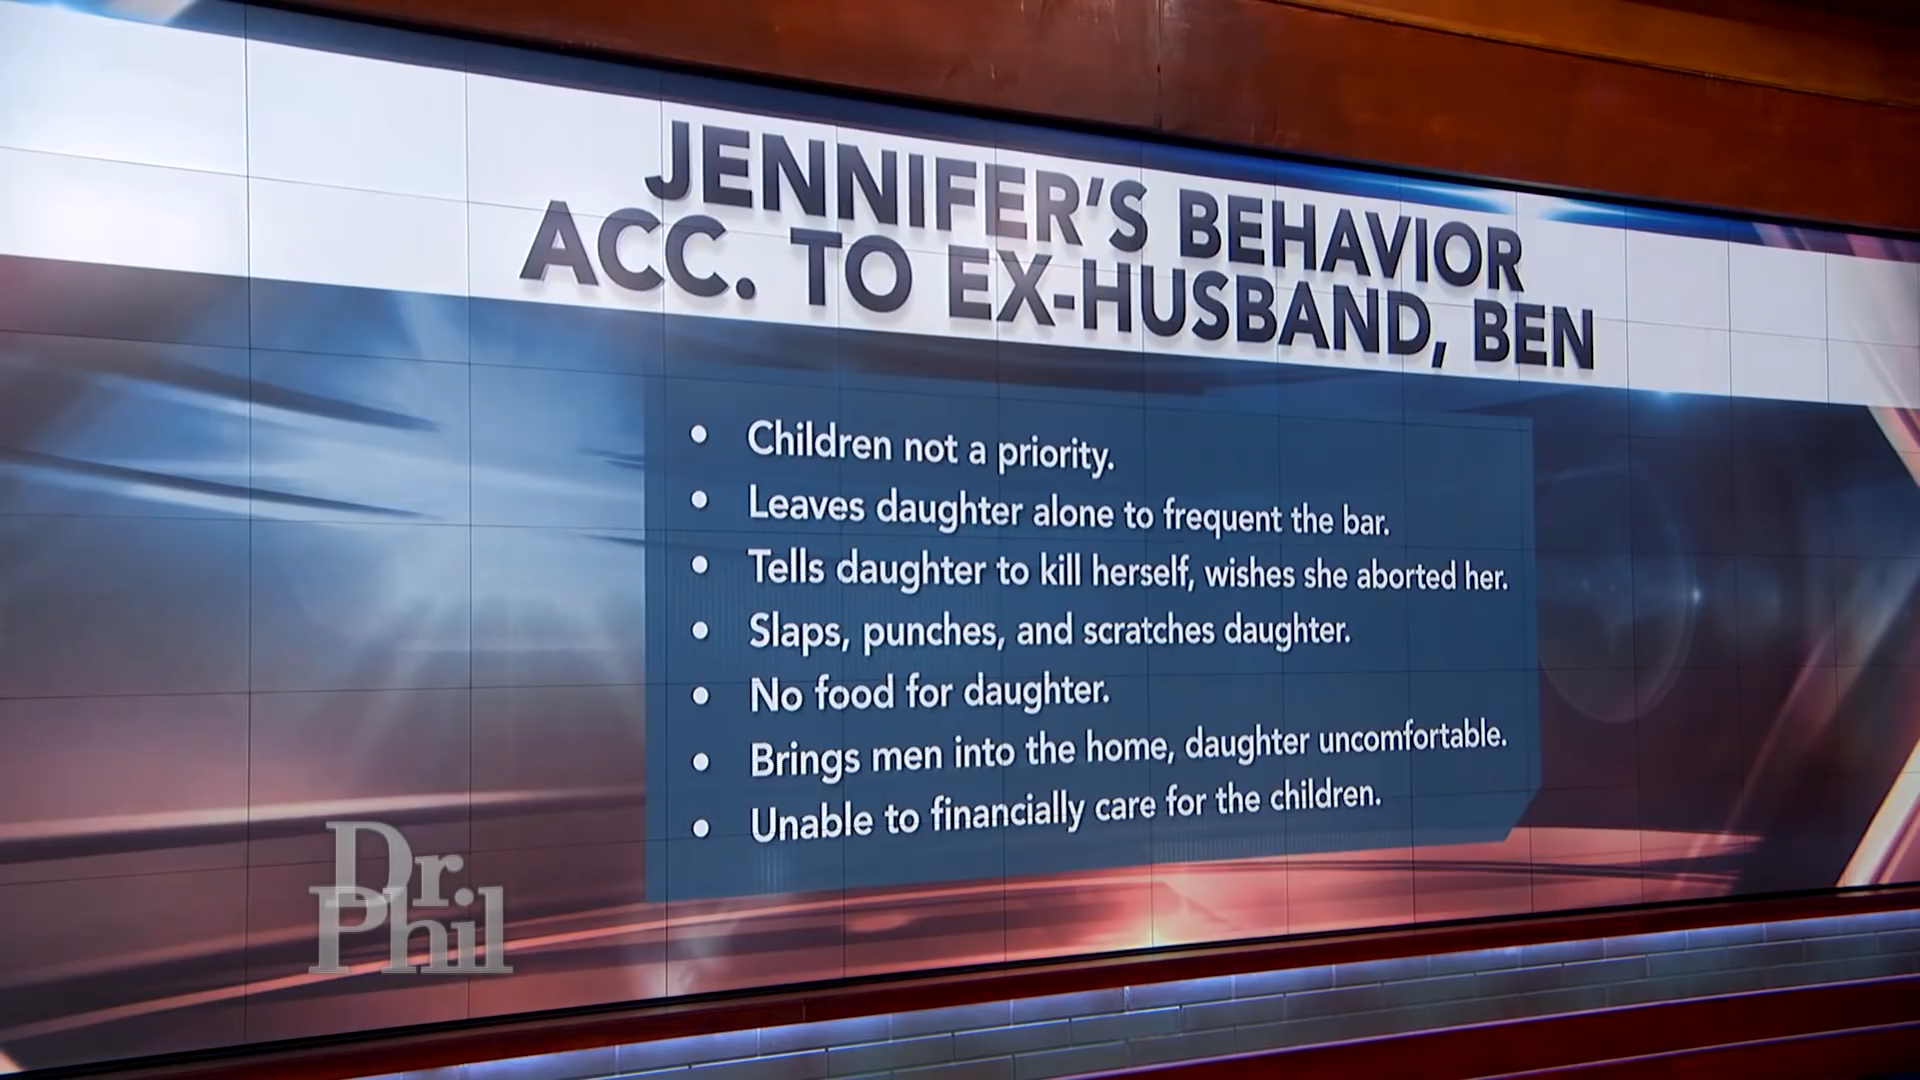 JENNIFER'S BEHAVIOR
ACC. TO EX-HUSBAND, BEN
• Children not a priority.
• Leaves daughter alone to frequent the bar.
• Tells daughter to kill herself, wishes she aborted her.
• Slaps, punches, and scratches daughter.
• No food for daughter.
• Brings men into the home, daughter uncomfortable.
• Unable to financially care for the children.
Dr.
Phil